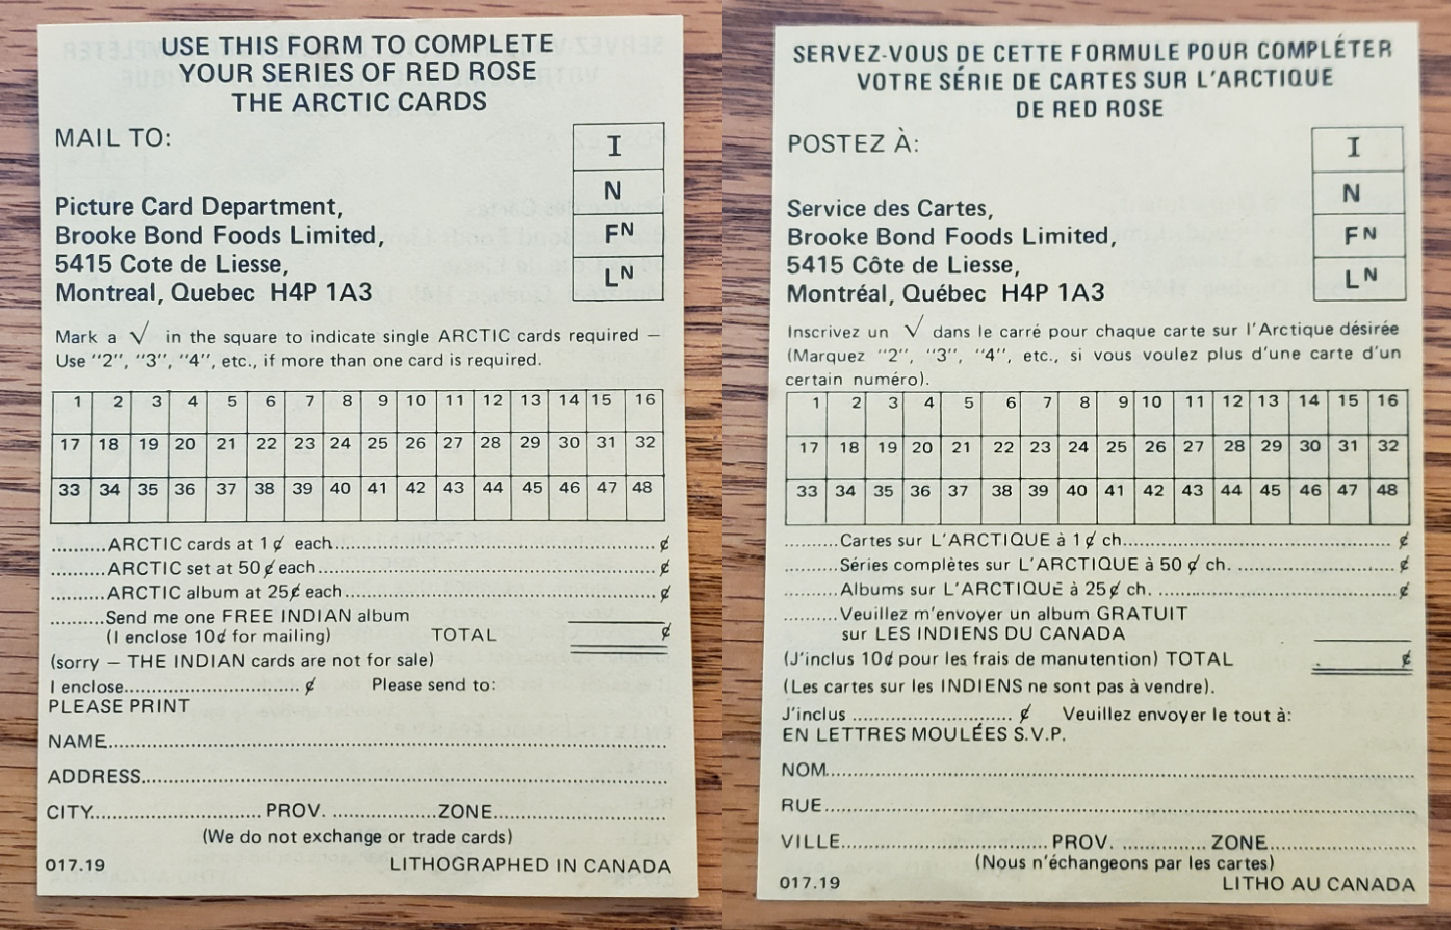 USE THIS FORM TO COMPLETE
YOUR SERIES OF RED ROSE
THE ARCTIC CARDS
MAIL TO:
I
N
Picture Card Department,
Brooke Bond Foods Limited,
FN
5415 Cote de Liesse,
LN
Montreal, Quebec H4P 1A3
Mark a √ in the square to indicate single ARCTIC cards required –
Use "2", "3", "4", etc., if more than one card is required.
1 2 3 4 5 6 7 8 9 10 11 12 13 14 15 16
17 18 19 20 21 22 23 24 25 26 27 28 29 30 31 32
33 34 35 36 37 38 39 40 41 42 43 44 45 46 47 48
..........ARCTIC cards at 1¢ each..........¢
..........ARCTIC set at 50¢ each..........¢
..........ARCTIC album at 25¢ each..........¢
..........Send me one FREE INDIAN album
(I enclose 10¢ for mailing) TOTAL ¢
(sorry – THE INDIAN cards are not for sale)
I enclose..........¢ Please send to:
PLEASE PRINT
NAME..........
ADDRESS..........
CITY..........PROV. ..........ZONE..........
(We do not exchange or trade cards)
017.19 LITHOGRAPHED IN CANADA
SERVEZ-VOUS DE CETTE FORMULE POUR COMPLÉTER
VOTRE SÉRIE DE CARTES SUR L'ARCTIQUE
DE RED ROSE
POSTEZ À:
I
N
Service des Cartes,
Brooke Bond Foods Limited,
FN
5415 Côte de Liesse,
LN
Montréal, Québec H4P 1A3
Inscrivez un √ dans le carré pour chaque carte sur l'Arctique désirée
(Marquez "2", "3", "4", etc., si vous voulez plus d'une carte d'un
certain numéro).
1 2 3 4 5 6 7 8 9 10 11 12 13 14 15 16
17 18 19 20 21 22 23 24 25 26 27 28 29 30 31 32
33 34 35 36 37 38 39 40 41 42 43 44 45 46 47 48
..........Cartes sur L'ARCTIQUE à 1¢ ch..........¢
..........Séries complètes sur L'ARCTIQUE à 50¢ ch. ..........¢
..........Albums sur L'ARCTIQUE à 25¢ ch. ..........¢
..........Veuillez m'envoyer un album GRATUIT
sur LES INDIENS DU CANADA
(J'inclus 10¢ pour les frais de manutention) TOTAL ¢
(Les cartes sur les INDIENS ne sont pas à vendre).
J'inclus ..........¢ Veuillez envoyer le tout à:
EN LETTRES MOULÉES S.V.P.
NOM..........
RUE..........
VILLE..........PROV. ..........ZONE..........
(Nous n'échangeons par les cartes)
017.19 LITHO AU CANADA